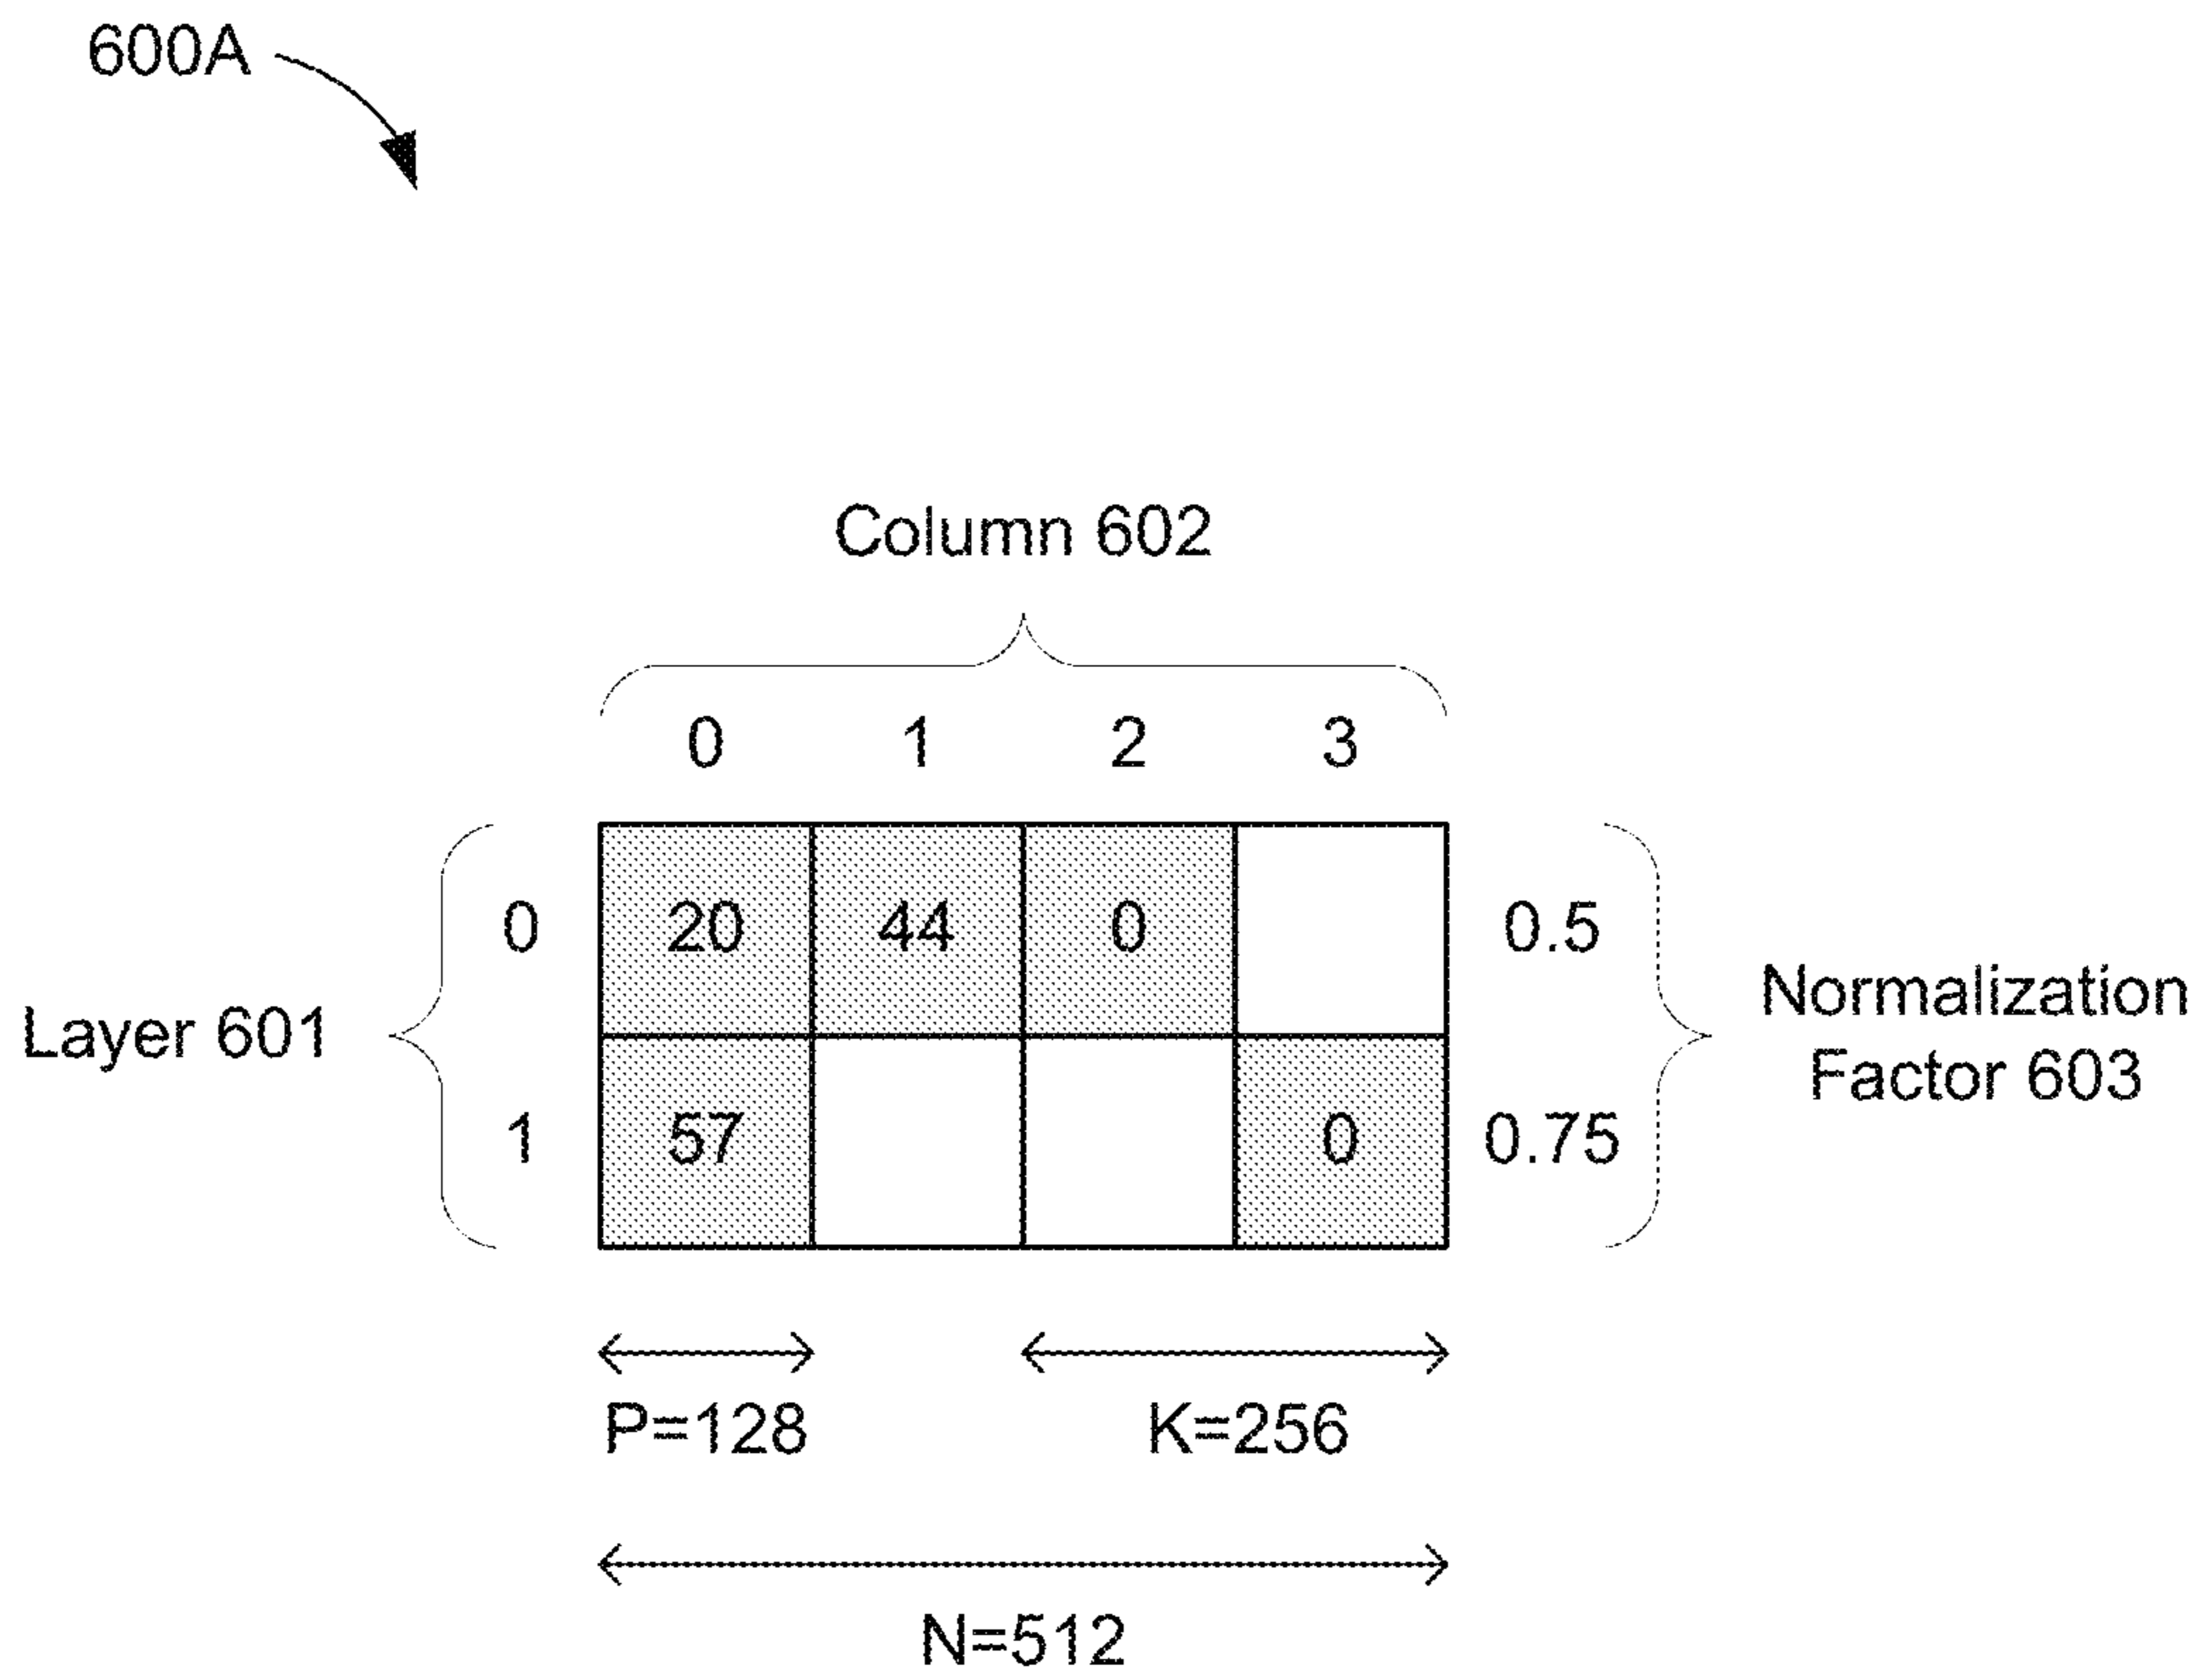 600A
Column 602
0 1 2 3
0 20 44 0 0.5
Layer 601
Normalization
Factor 603
1 57 0 0.75
P=128 K=256
N=512